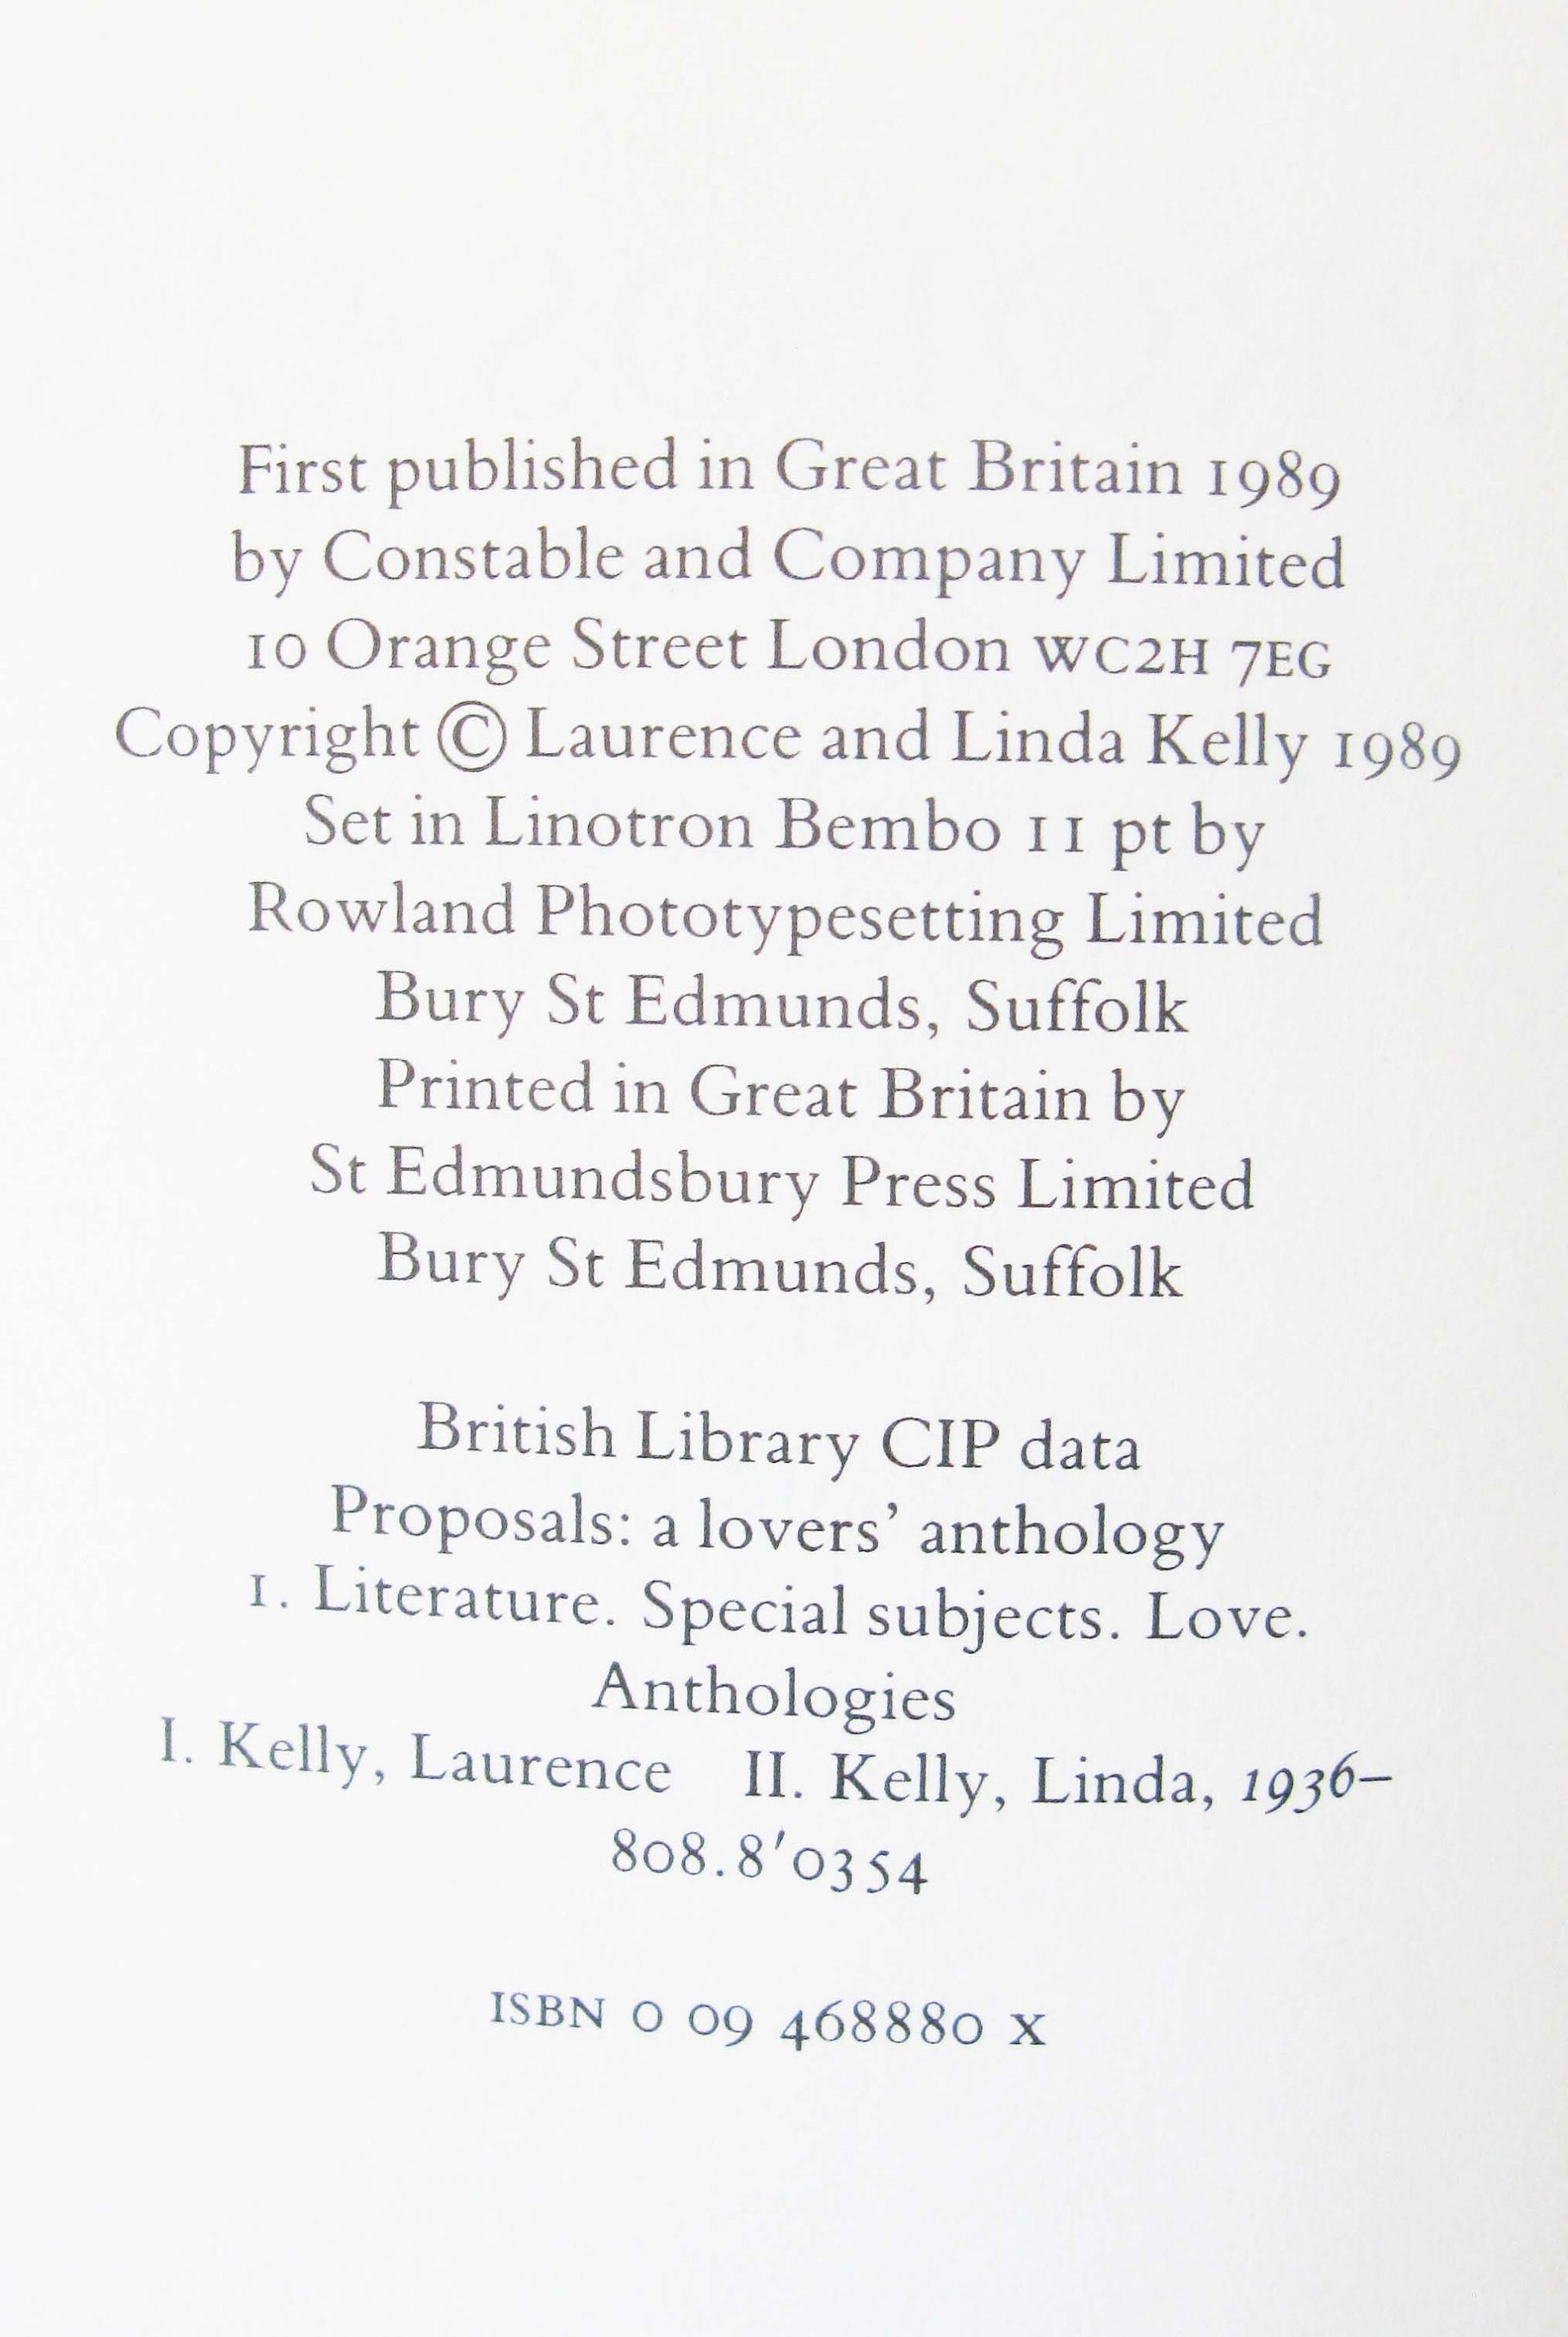 First published in Great Britain 1989
by Constable and Company Limited
10 Orange Street London WC2H 7EG
Copyright © Laurence and Linda Kelly 1989
Set in Linotron Bembo 11 pt by
Rowland Phototypesetting Limited
Bury St Edmunds, Suffolk
Printed in Great Britain by
St Edmundsbury Press Limited
Bury St Edmunds, Suffolk
British Library CIP data
Proposals: a lovers’ anthology
1. Literature. Special subjects. Love.
Anthologies
I. Kelly, Laurence II. Kelly, Linda, 1936–
808.8′0354
ISBN 0 09 468880 X